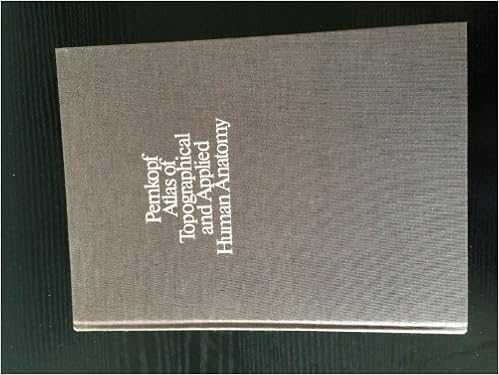 Pernkopf
Atlas of
Topographical
and Applied
Human Anatomy